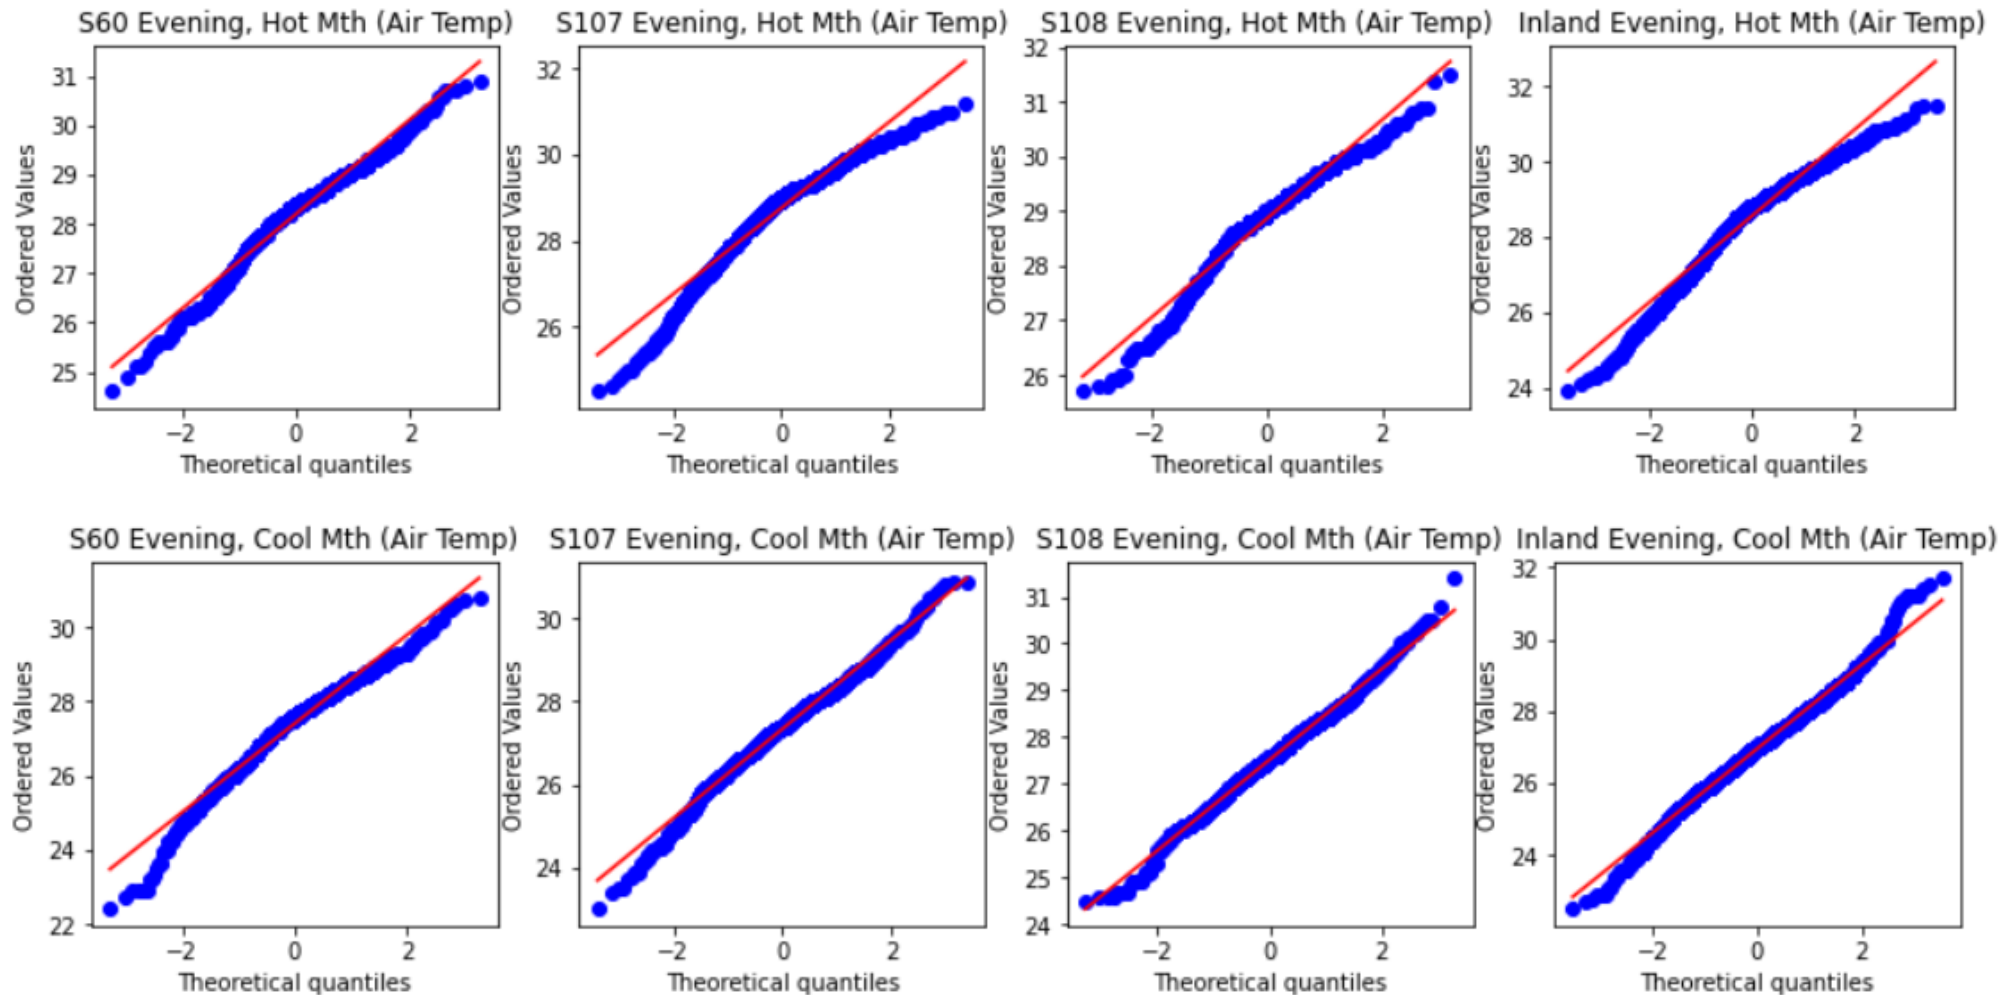 S60 Evening, Hot Mth (Air Temp)
31
30
29
28
27
26
25
Ordered Values
−2 0 2
Theoretical quantiles
S107 Evening, Hot Mth (Air Temp)
32
30
28
26
Ordered Values
−2 0 2
Theoretical quantiles
S108 Evening, Hot Mth (Air Temp)
32
31
30
29
28
27
26
Ordered Values
−2 0 2
Theoretical quantiles
Inland Evening, Hot Mth (Air Temp)
32
30
28
26
24
Ordered Values
−2 0 2
Theoretical quantiles
S60 Evening, Cool Mth (Air Temp)
30
28
26
24
22
Ordered Values
−2 0 2
Theoretical quantiles
S107 Evening, Cool Mth (Air Temp)
30
28
26
24
Ordered Values
−2 0 2
Theoretical quantiles
S108 Evening, Cool Mth (Air Temp)
31
30
29
28
27
26
25
24
Ordered Values
−2 0 2
Theoretical quantiles
Inland Evening, Cool Mth (Air Temp)
32
30
28
26
24
Ordered Values
−2 0 2
Theoretical quantiles